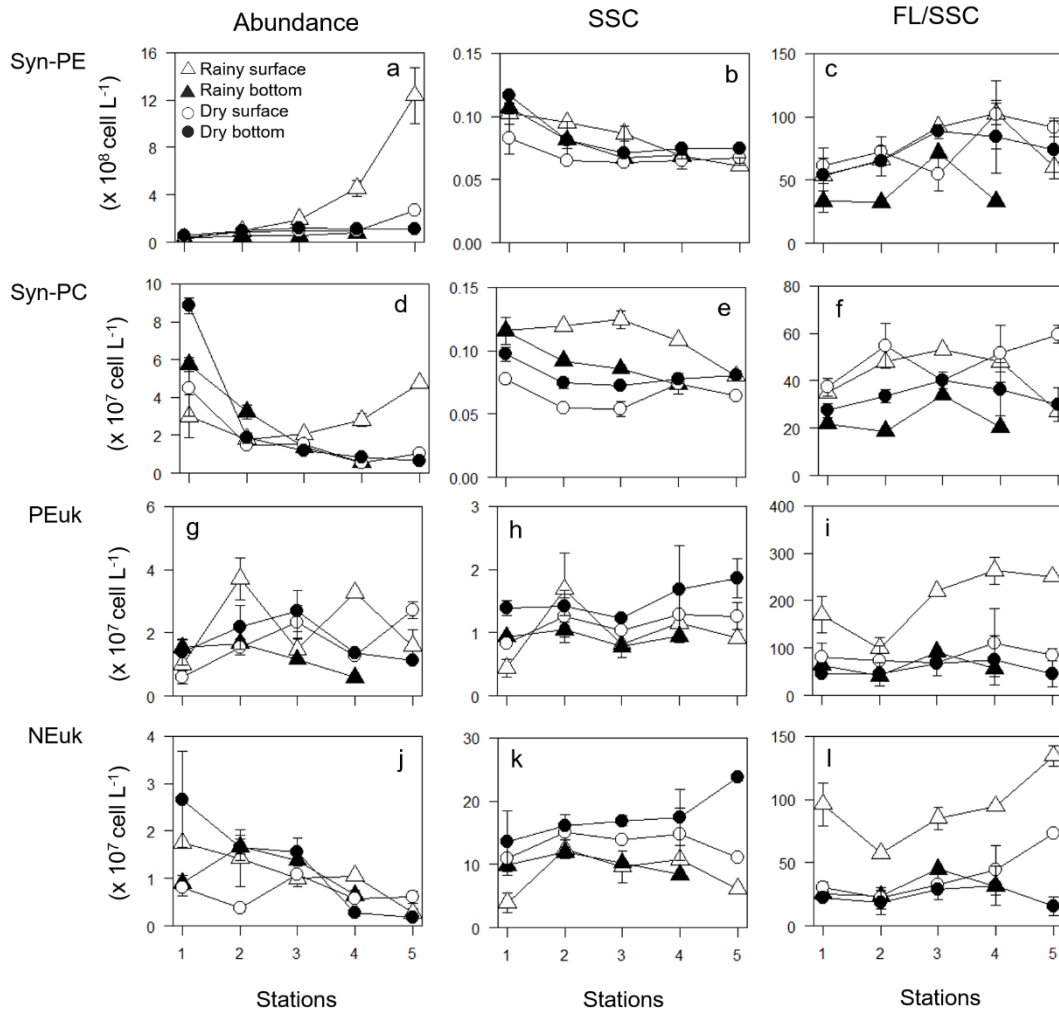 Abundance SSC FL/SSC
Syn-PE
(x 10⁸ cell L⁻¹)
16
12
8
4
0
a
Rainy surface
Rainy bottom
Dry surface
Dry bottom
0.15
0.10
0.05
0.00
b
150
100
50
0
c
Syn-PC
(x 10⁷ cell L⁻¹)
10
8
6
4
2
0
d
0.15
0.10
0.05
0.00
e
80
60
40
20
0
f
PEuk
(x 10⁷ cell L⁻¹)
6
4
2
0
g
3
2
1
0
h
400
300
200
100
0
i
NEuk
(x 10⁷ cell L⁻¹)
4
3
2
1
0
j
30
20
10
0
k
150
100
50
0
l
1 2 3 4 5 1 2 3 4 5 1 2 3 4 5
Stations Stations Stations